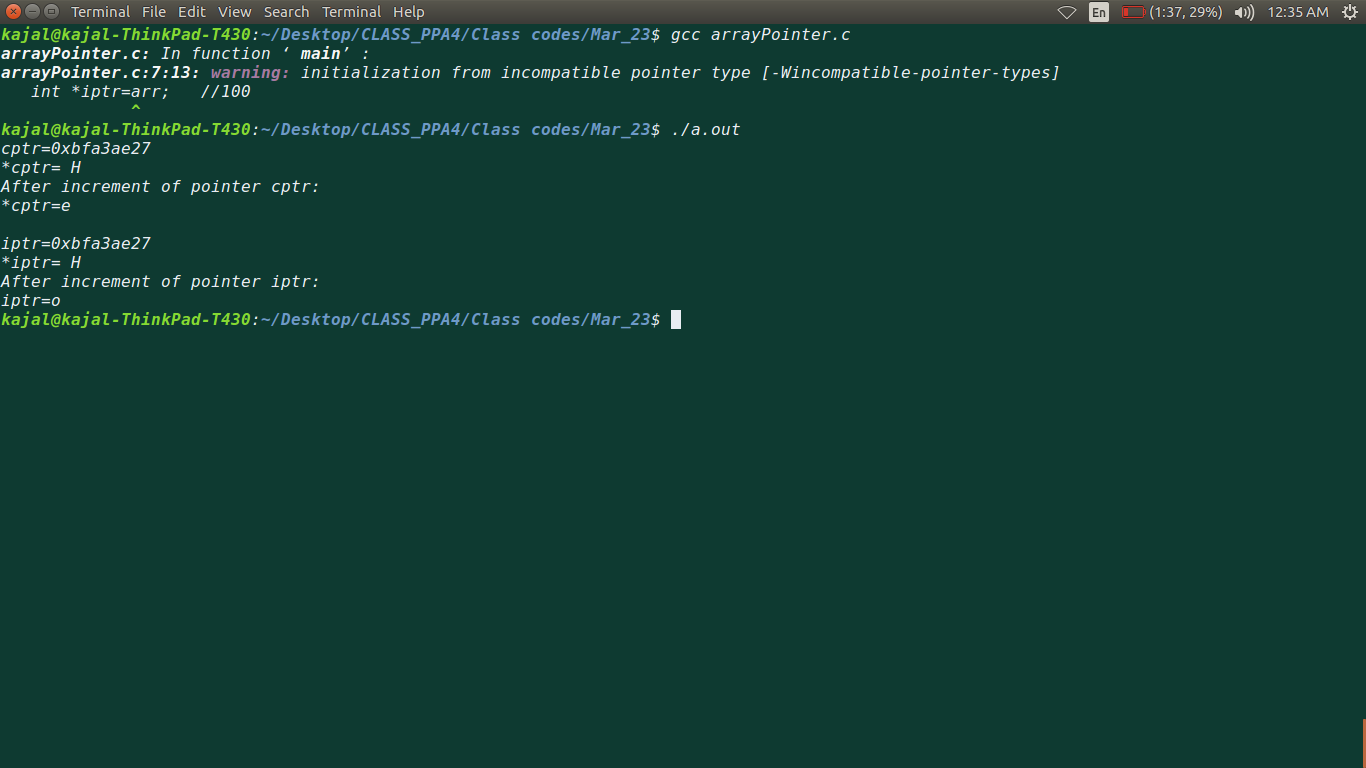 Terminal File Edit View Search Terminal Help En (1:37, 29%) 12:35 AM
kajal@kajal-ThinkPad-T430:~/Desktop/CLASS_PPA4/Class codes/Mar_23$ gcc arrayPointer.c
arrayPointer.c: In function ‘ main’ :
arrayPointer.c:7:13: warning: initialization from incompatible pointer type [-Wincompatible-pointer-types]
int *iptr=arr;   //100
^
kajal@kajal-ThinkPad-T430:~/Desktop/CLASS_PPA4/Class codes/Mar_23$ ./a.out
cptr=0xbfa3ae27
*cptr= H
After increment of pointer cptr:
*cptr=e
iptr=0xbfa3ae27
*iptr= H
After increment of pointer iptr:
iptr=o
kajal@kajal-ThinkPad-T430:~/Desktop/CLASS_PPA4/Class codes/Mar_23$